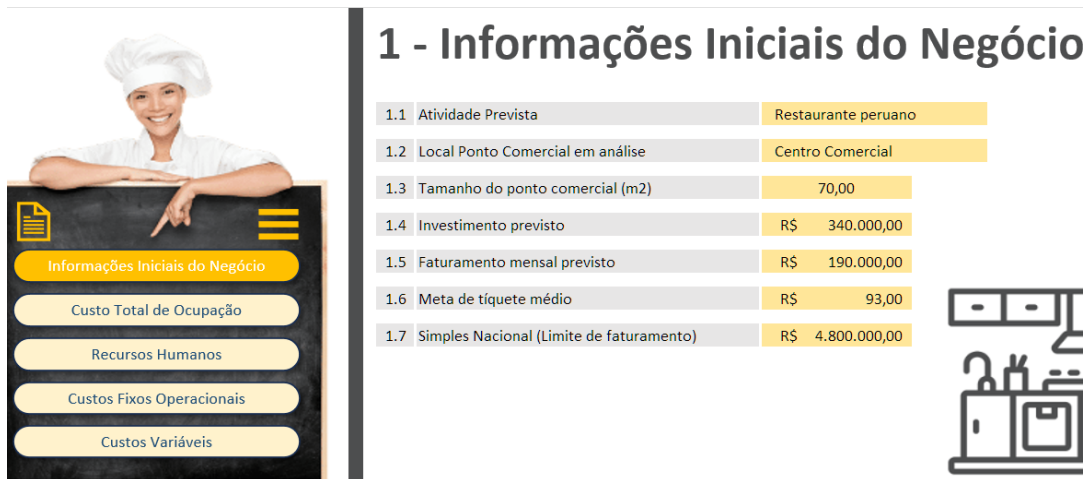 1 - Informações Iniciais do Negócio
1.1 Atividade Prevista Restaurante peruano
1.2 Local Ponto Comercial em análise Centro Comercial
1.3 Tamanho do ponto comercial (m2) 70,00
1.4 Investimento previsto R$ 340.000,00
1.5 Faturamento mensal previsto R$ 190.000,00
1.6 Meta de tíquete médio R$ 93,00
1.7 Simples Nacional (Limite de faturamento) R$ 4.800.000,00
Informações Iniciais do Negócio
Custo Total de Ocupação
Recursos Humanos
Custos Fixos Operacionais
Custos Variáveis